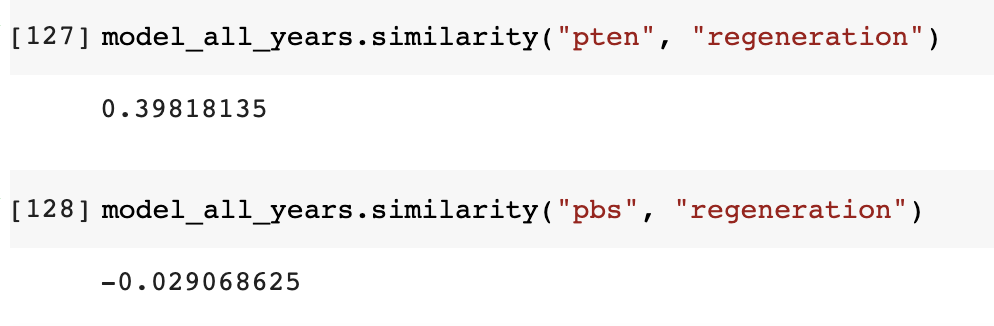 [127] model_all_years.similarity("pten", "regeneration")
0.39818135
[128] model_all_years.similarity("pbs", "regeneration")
-0.029068625